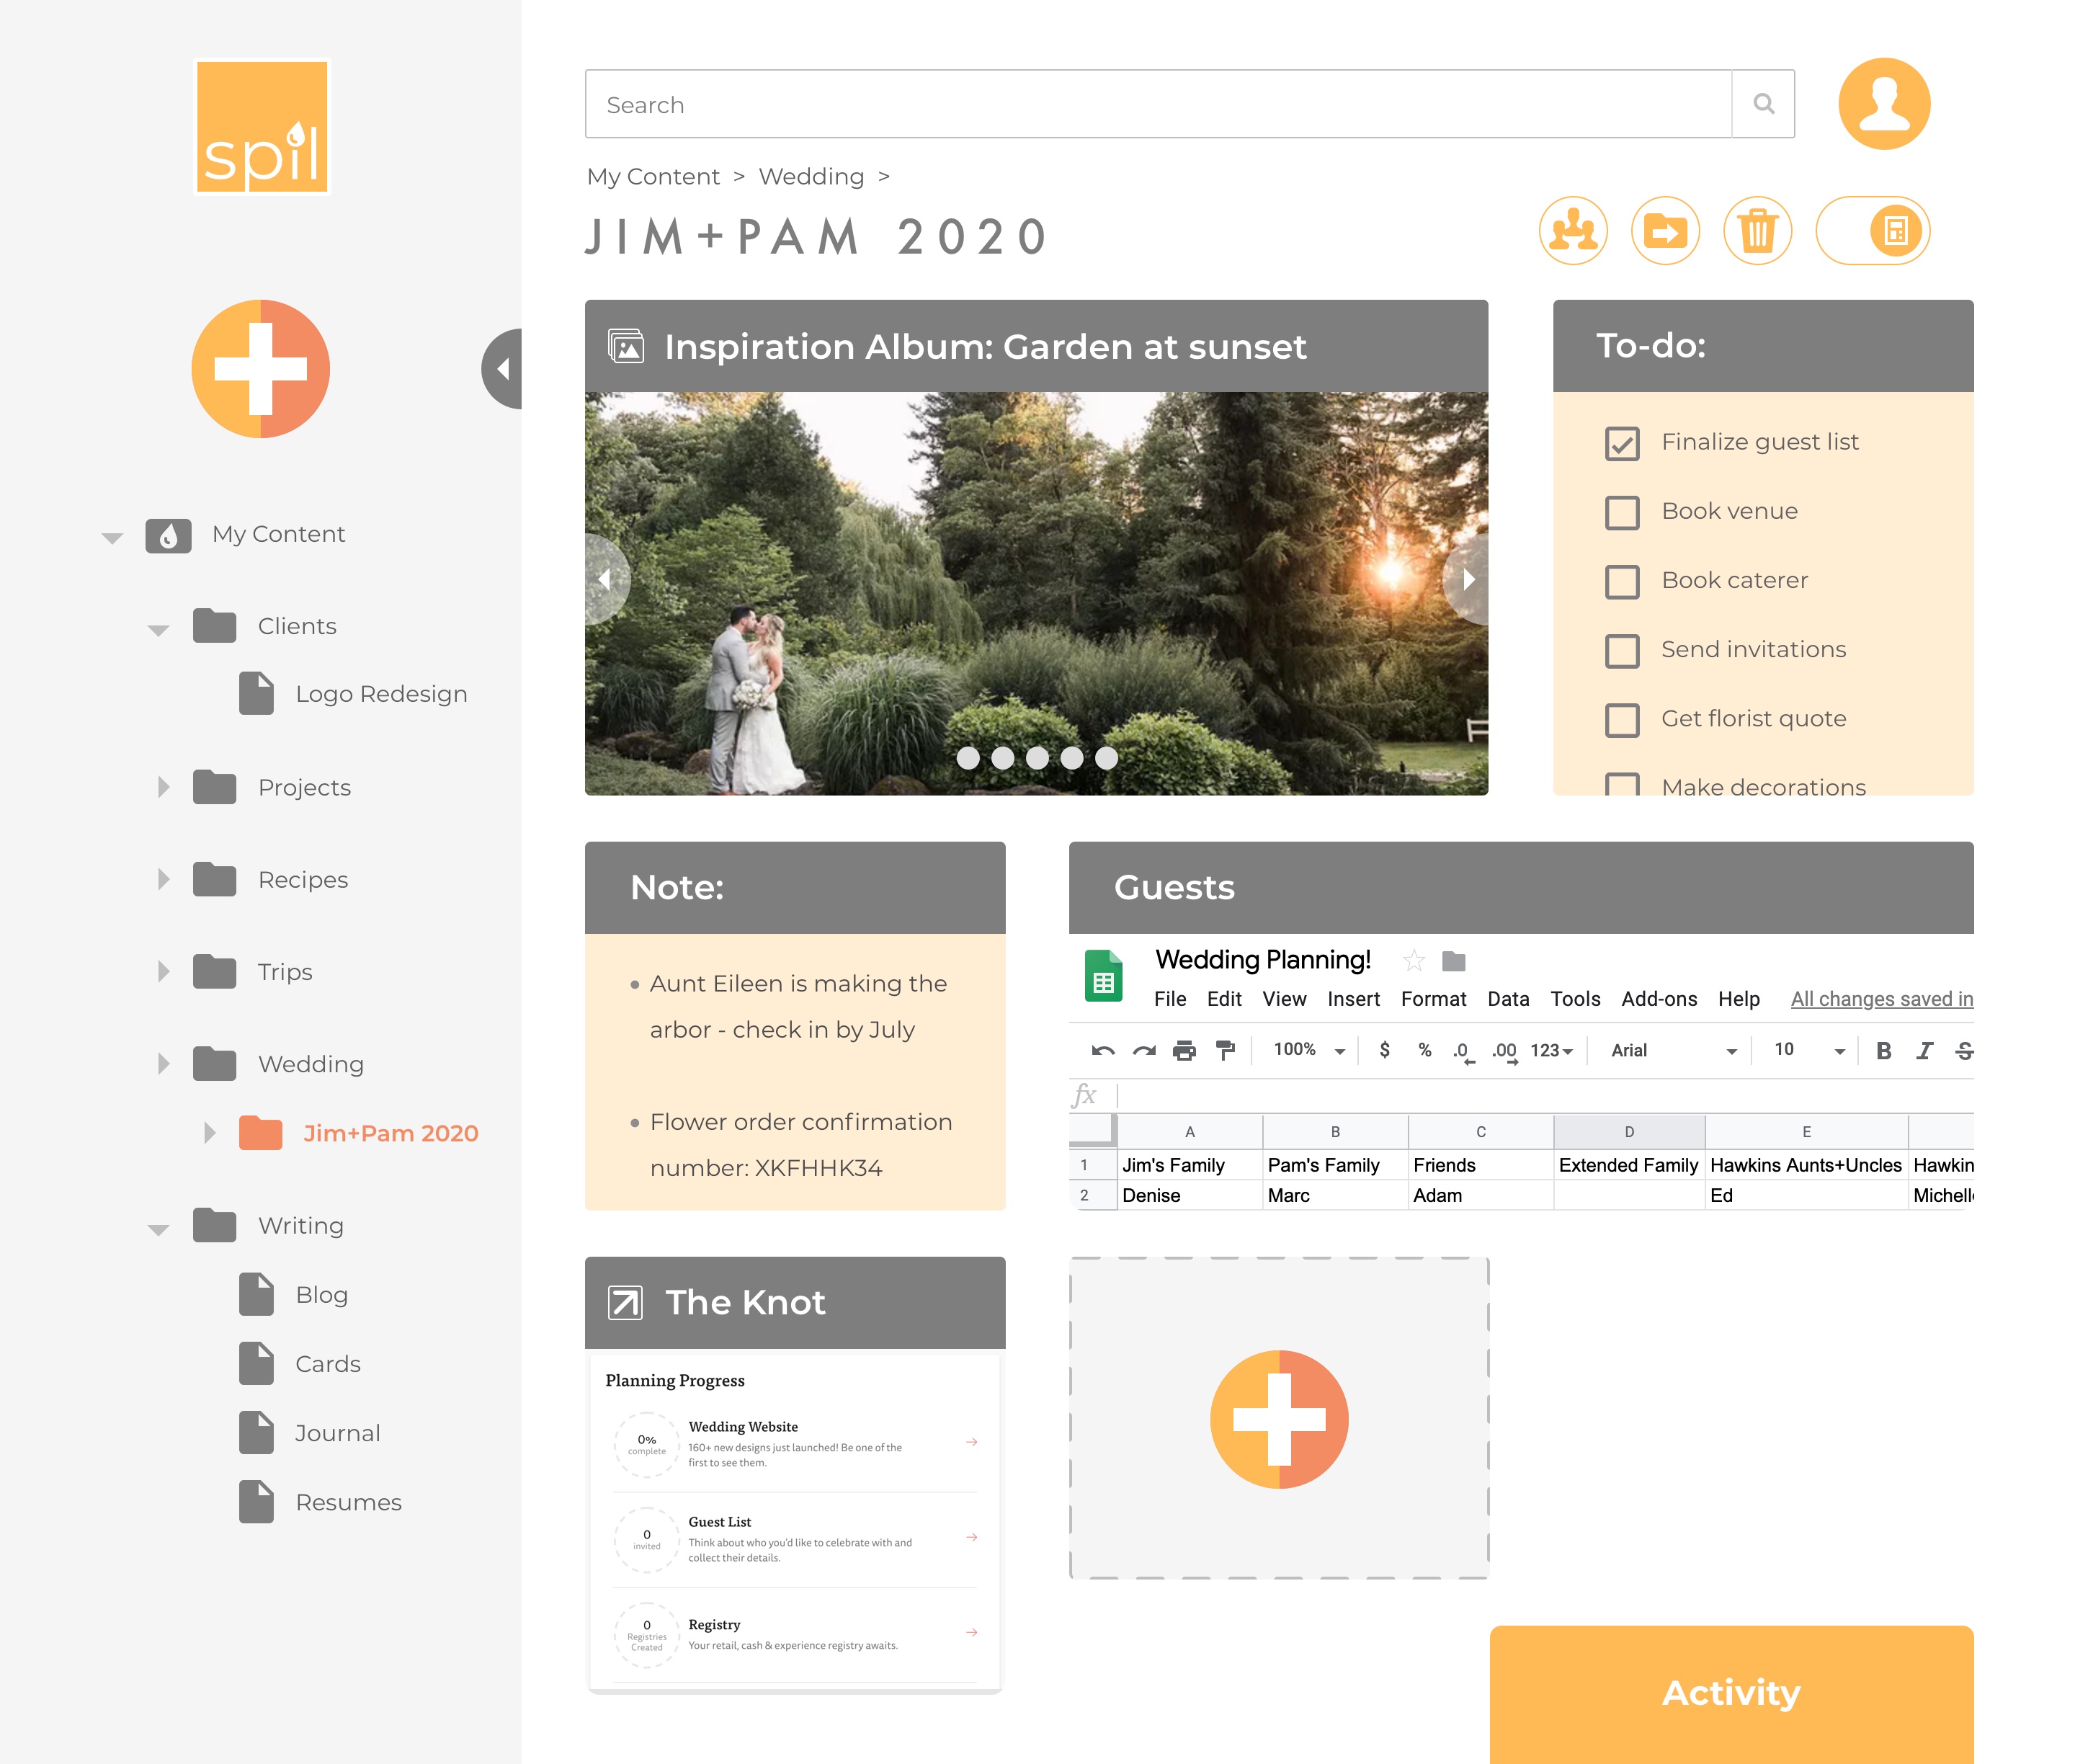 spil
My Content
Clients
Logo Redesign
Projects
Recipes
Trips
Wedding
Jim+Pam 2020
Writing
Blog
Cards
Journal
Resumes
Search
My Content > Wedding >
JIM+PAM 2020
Inspiration Album: Garden at sunset
To-do:
Finalize guest list
Book venue
Book caterer
Send invitations
Get florist quote
Make decorations
Note:
• Aunt Eileen is making the
arbor - check in by July
• Flower order confirmation
number: XKFHHK34
Guests
Wedding Planning!
File Edit View Insert Format Data Tools Add-ons Help All changes saved in
100% $ % .0 .00 123 Arial 10 B I S
fx
A B C D E
1 Jim's Family Pam's Family Friends Extended Family Hawkins Aunts+Uncles Hawkin
2 Denise Marc Adam Ed Michell
The Knot
Planning Progress
0%
complete
Wedding Website
160+ new designs just launched! Be one of the
first to see them.
0
invited
Guest List
Think about who you'd like to celebrate with and
collect their details.
0
Registries
Created
Registry
Your retail, cash & experience registry awaits.
Activity